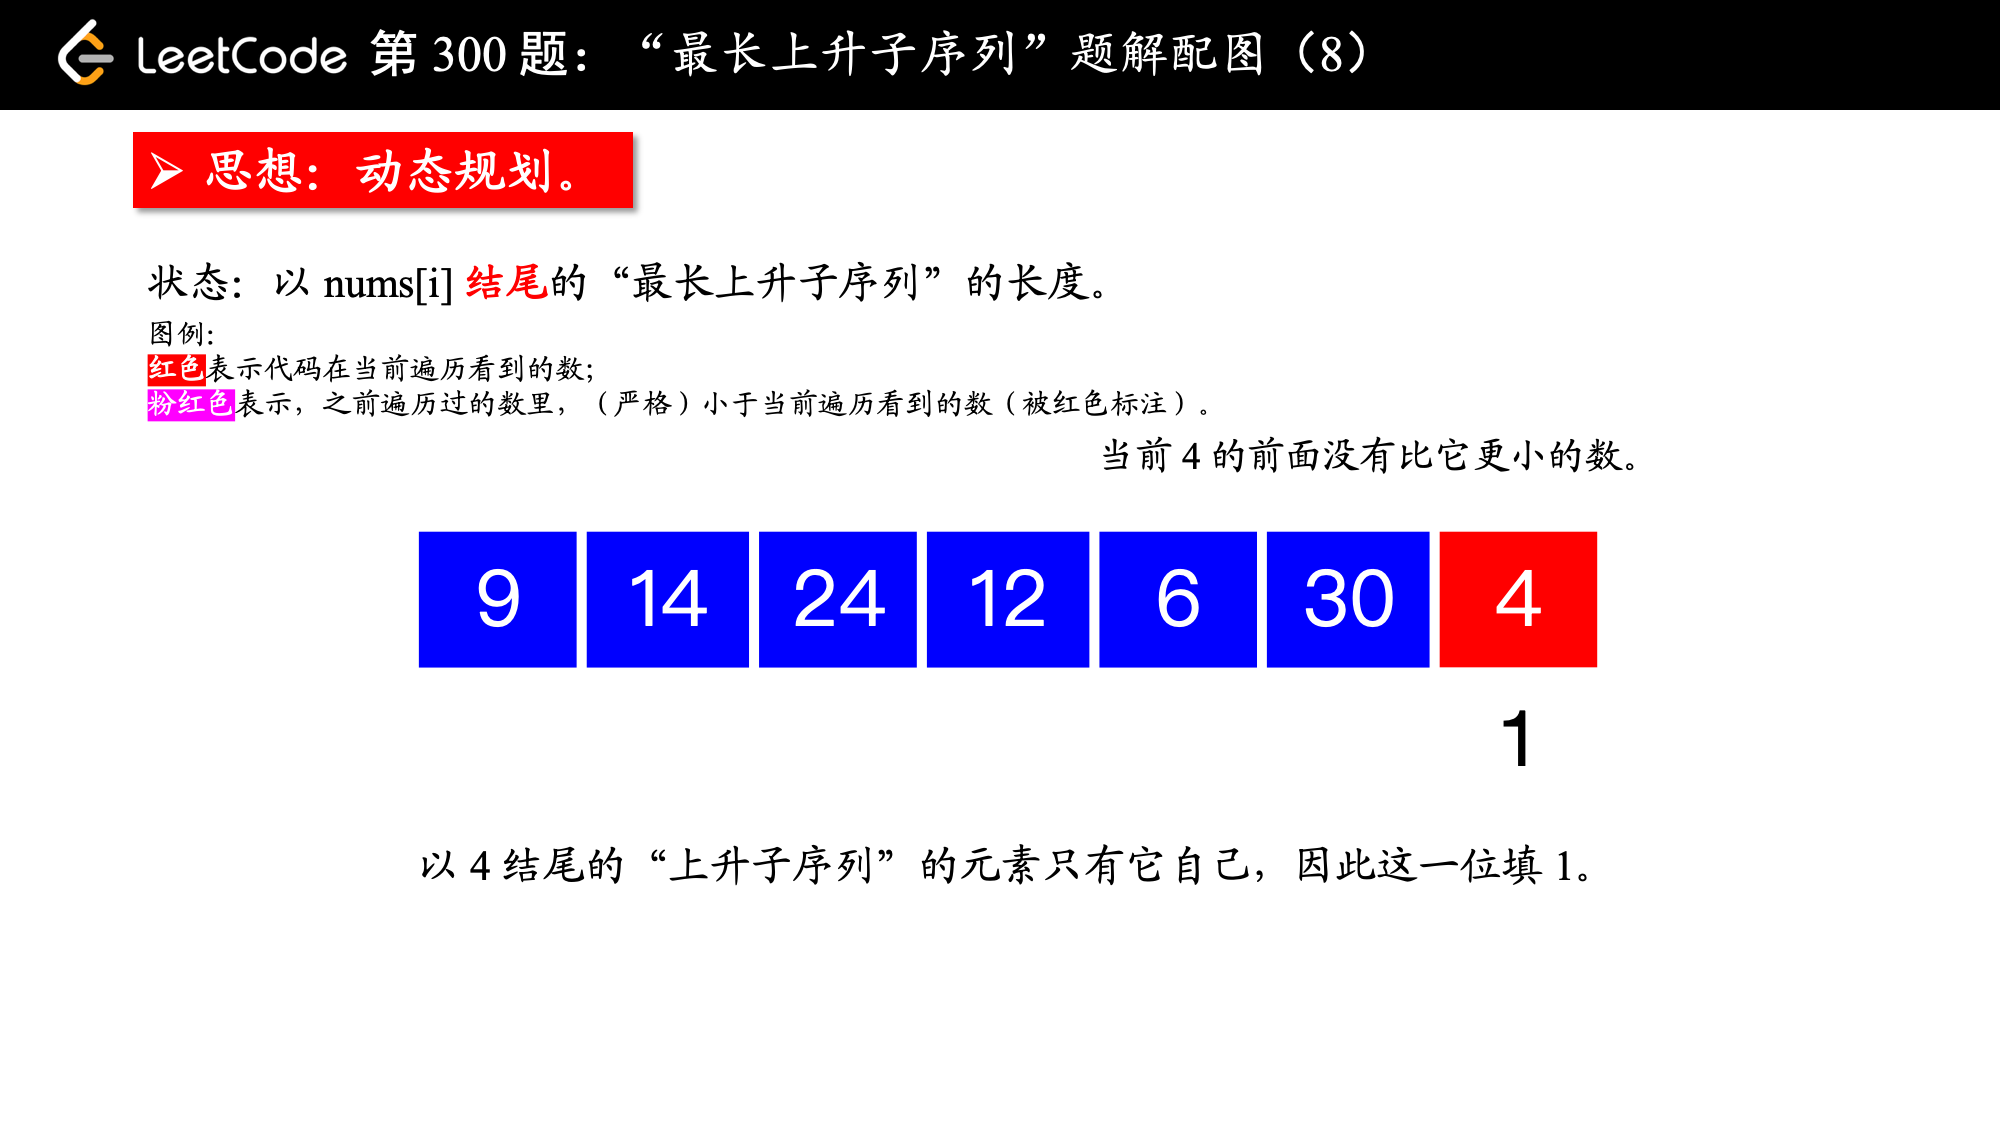 LeetCode 第 300 题：“最长上升子序列”题解配图（8）
➢ 思想：动态规划。
状态：以 nums[i] 结尾的“最长上升子序列”的长度。
图例：
红色表示代码在当前遍历看到的数；
粉红色表示，之前遍历过的数里，（严格）小于当前遍历看到的数（被红色标注）。
当前 4 的前面没有比它更小的数。
9 14 24 12 6 30 4
1
以 4 结尾的“上升子序列”的元素只有它自己，因此这一位填 1。